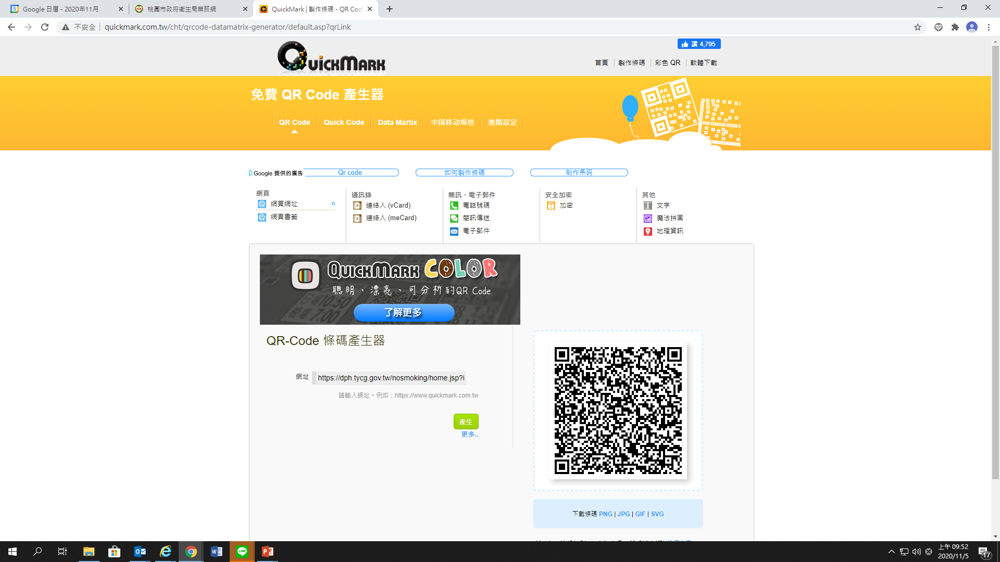 Google 日曆 - 2020年11月
桃園市政府衛生局無菸網
QuickMark | 製作條碼 - QR Cod
不安全
quickmark.com.tw/cht/qrcode-datamatrix-generator/default.asp?qrLink
QuickMark
讚 4,795
首頁
製作條碼
彩色 QR
軟體下載
免費 QR Code 產生器
QR Code
Quick Code
Data Martix
中国移动规格
進階設定
Google 提供的廣告
Qr code
如何製作條碼
制作条码
網頁
網頁網址
網頁書籤
通訊錄
連絡人 (vCard)
連絡人 (meCard)
簡訊、電子郵件
電話號碼
簡訊傳送
電子郵件
安全加密
加密
其他
文字
魔法拼圖
地理資訊
QuickMark COLOR
聰明、漂亮、可分析的QR Code
10:50
7:00
了解更多
QR-Code 條碼產生器
網址
https://dph.tycg.gov.tw/nosmoking/home.jsp?i
請輸入網址。例如：https://www.quickmark.com.tw
產生
更多..
下載條碼 PNG | JPG | GIF | SVG
上午 09:52
2020/11/5
17